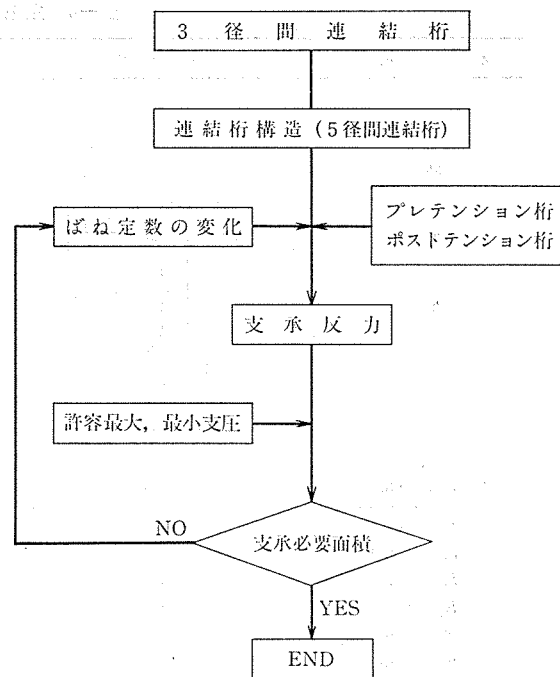 3径間連結桁
連結桁構造(5径間連結桁)
ばね定数の変化
プレテンション桁
ポストテンション桁
支承反力
許容最大,最小支圧
NO
支承必要面積
YES
END